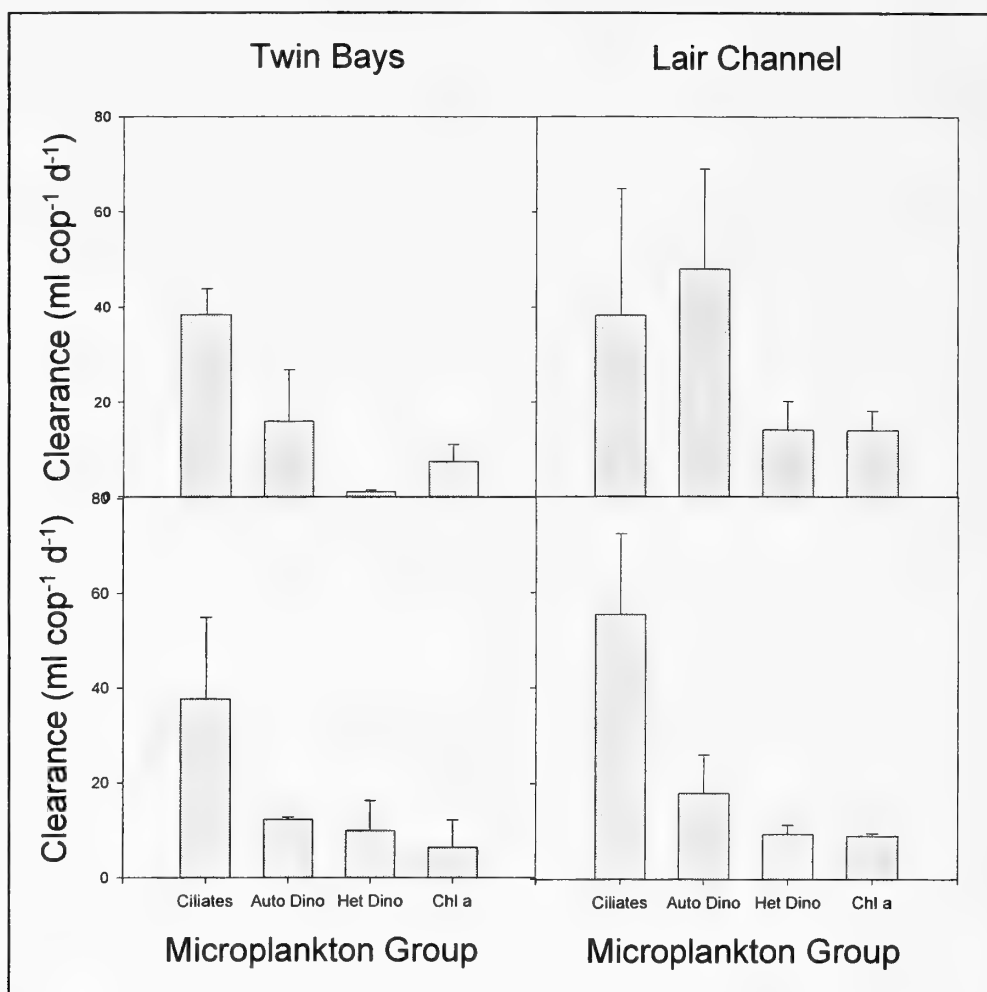 Twin Bays
Lair Channel
Clearance (ml cop⁻¹ d⁻¹)
80
60
40
20
0
Clearance (ml cop⁻¹ d⁻¹)
80
60
40
20
0
Ciliates Auto Dino Het Dino Chl a
Ciliates Auto Dino Het Dino Chl a
Microplankton Group
Microplankton Group